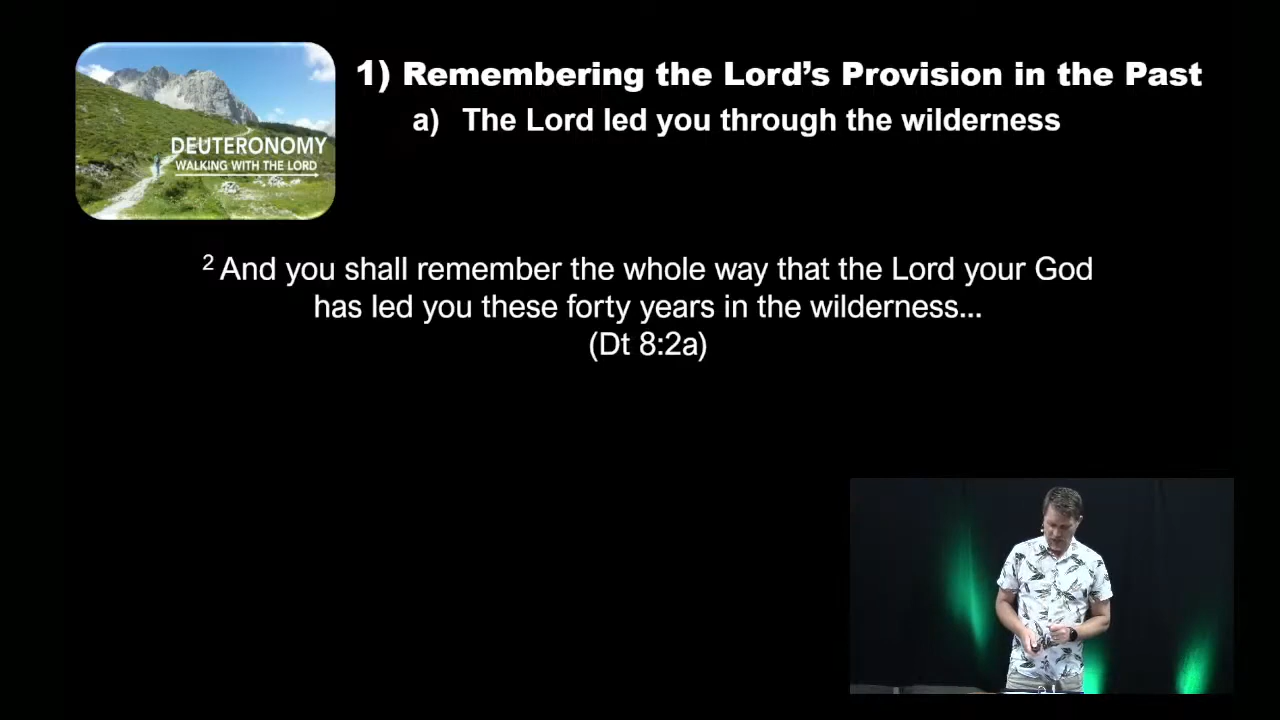 DEUTERONOMY
WALKING WITH THE LORD
1) Remembering the Lord’s Provision in the Past
a) The Lord led you through the wilderness
2 And you shall remember the whole way that the Lord your God
has led you these forty years in the wilderness...
(Dt 8:2a)